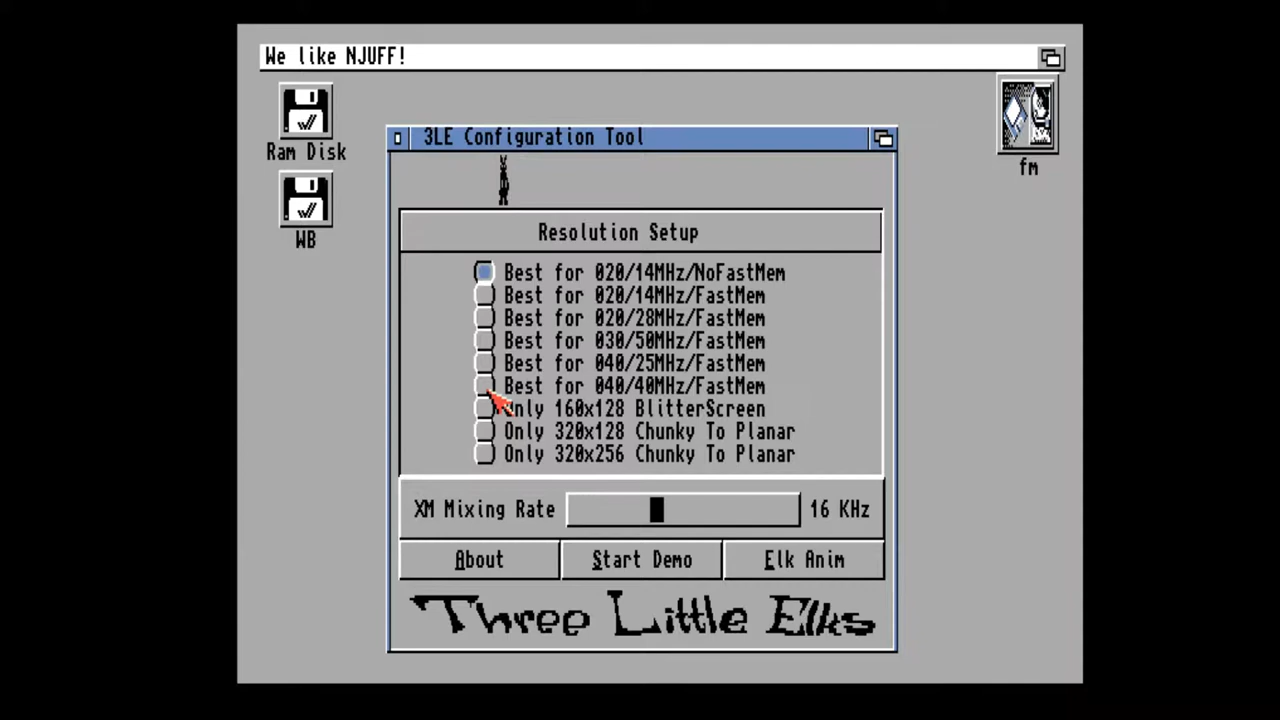 We like NJUFF!
Ram Disk
WB
fm
3LE Configuration Tool
Resolution Setup
Best for 020/14MHz/NoFastMem
Best for 020/14MHz/FastMem
Best for 020/28MHz/FastMem
Best for 030/50MHz/FastMem
Best for 040/25MHz/FastMem
Best for 040/40MHz/FastMem
Only 160x128 BlitterScreen
Only 320x128 Chunky To Planar
Only 320x256 Chunky To Planar
XM Mixing Rate 16 KHz
About Start Demo Elk Anim
Three Little Elks